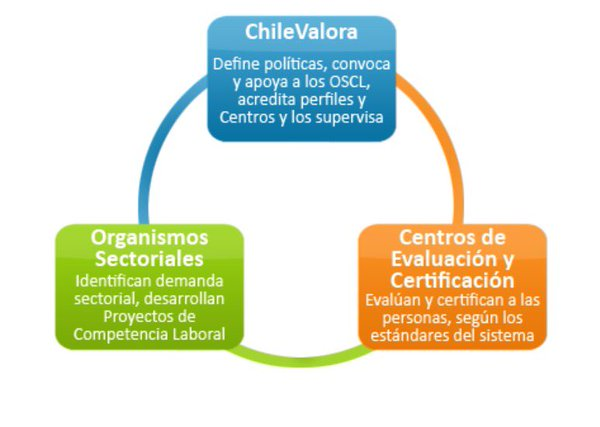 ChileValora
Define políticas, convoca
y apoya a los OSCL,
acredita perfiles y
Centros y los supervisa
Organismos
Sectoriales
Identifican demanda
sectorial, desarrollan
Proyectos de
Competencia Laboral
Centros de
Evaluación y
Certificación
Evalúan y certifican a las
personas, según los
estándares del sistema